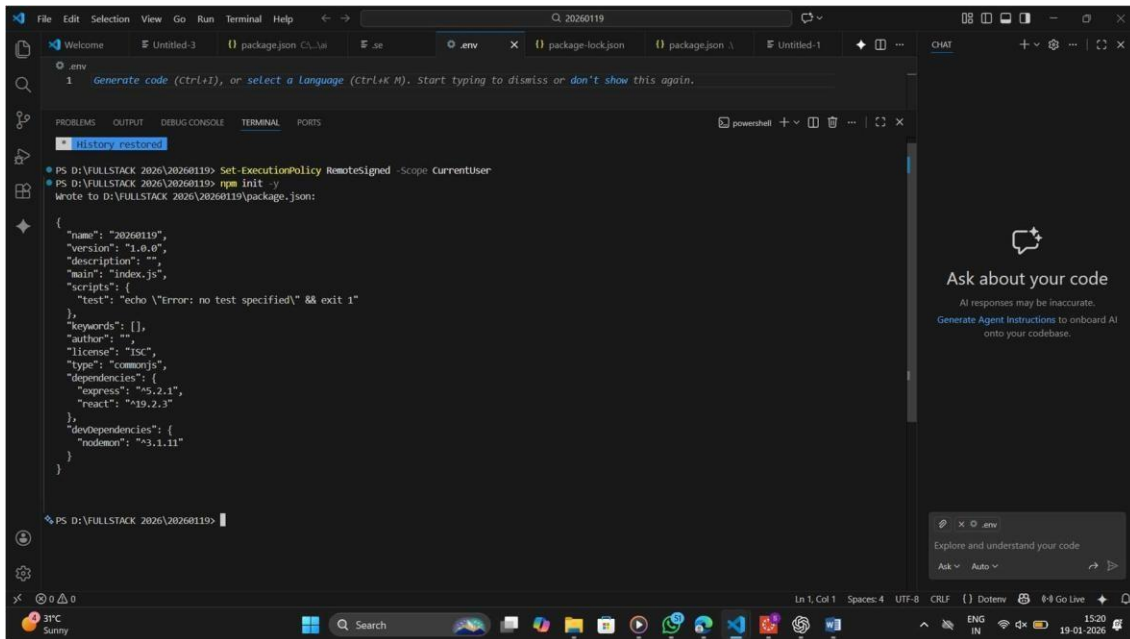 File Edit Selection View Go Run Terminal Help
20260119
Welcome Untitled-3 package.json C:\...\ai .se .env package-lock.json package.json .\ Untitled-1
CHAT
.env
1 Generate code (Ctrl+I), or select a language (Ctrl+K M). Start typing to dismiss or don't show this again.
PROBLEMS OUTPUT DEBUG CONSOLE TERMINAL PORTS
powershell
* History restored
PS D:\FULLSTACK 2026\20260119> Set-ExecutionPolicy RemoteSigned -Scope CurrentUser
PS D:\FULLSTACK 2026\20260119> npm init -y
Wrote to D:\FULLSTACK 2026\20260119\package.json:
{
"name": "20260119",
"version": "1.0.0",
"description": "",
"main": "index.js",
"scripts": {
"test": "echo \"Error: no test specified\" && exit 1"
},
"keywords": [],
"author": "",
"license": "ISC",
"type": "commonjs",
"dependencies": {
"express": "^5.2.1",
"react": "^19.2.3"
},
"devDependencies": {
"nodemon": "^3.1.11"
}
}
PS D:\FULLSTACK 2026\20260119>
Ask about your code
AI responses may be inaccurate.
Generate Agent Instructions to onboard AI
onto your codebase.
.env
Explore and understand your code
Ask Auto
0 0
Ln 1, Col 1 Spaces: 4 UTF-8 CRLF {} Dotenv Go Live
4
31°C
Sunny
Search
ENG
IN
15:20
19-01-2026